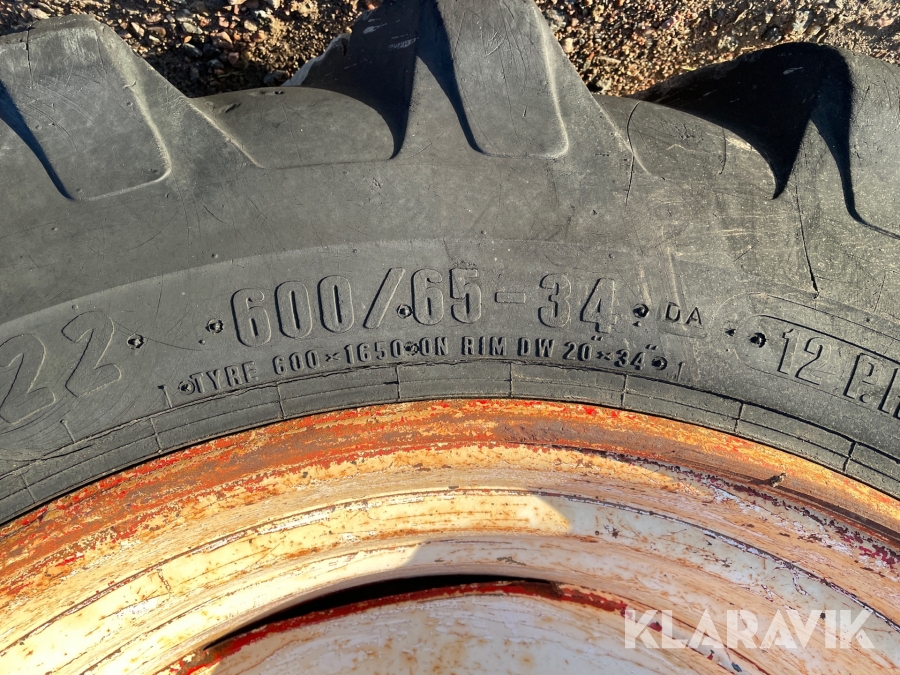 22
600/65-34 DA
12 P.R
TYRE 600×1650 ON RIM DW 20"×34"
KLARAVIK